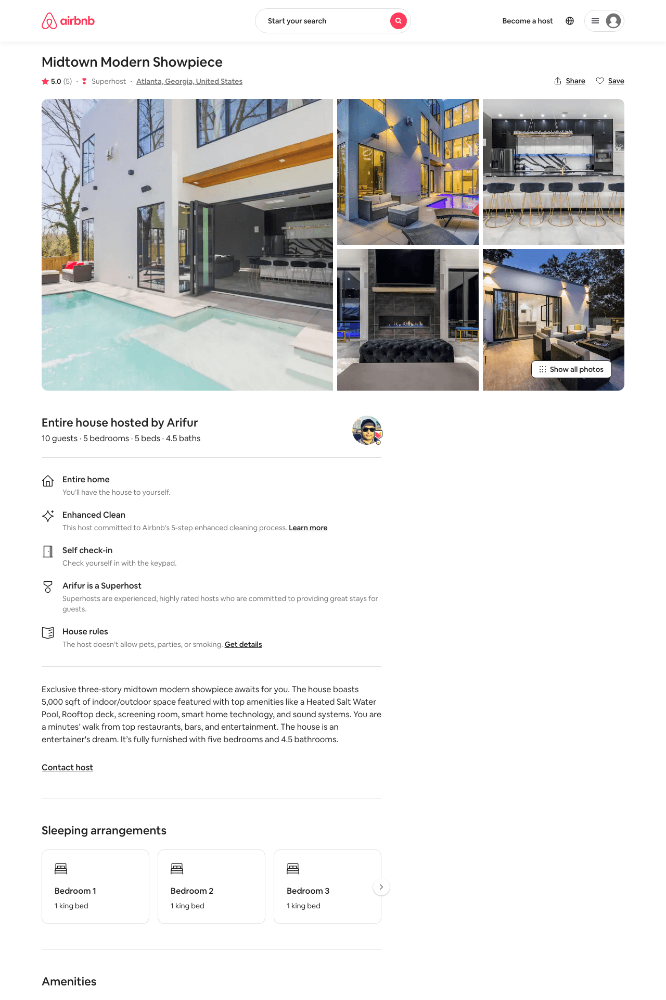 airbnb
Start your search
Become a host
Midtown Modern Showpiece
5.0 (5) · Superhost · Atlanta, Georgia, United States
Share
Save
Show all photos
Entire house hosted by Arifur
10 guests · 5 bedrooms · 5 beds · 4.5 baths
Entire home
You’ll have the house to yourself.
Enhanced Clean
This host committed to Airbnb's 5-step enhanced cleaning process. Learn more
Self check-in
Check yourself in with the keypad.
Arifur is a Superhost
Superhosts are experienced, highly rated hosts who are committed to providing great stays for
guests.
House rules
The host doesn’t allow pets, parties, or smoking. Get details
Exclusive three-story midtown modern showpiece awaits for you. The house boasts
5,000 sqft of indoor/outdoor space featured with top amenities like a Heated Salt Water
Pool, Rooftop deck, screening room, smart home technology, and sound systems. You are
a minutes’ walk from top restaurants, bars, and entertainment. The house is an
entertainer's dream. It’s fully furnished with five bedrooms and 4.5 bathrooms.
Contact host
Sleeping arrangements
Bedroom 1
1 king bed
Bedroom 2
1 king bed
Bedroom 3
1 king bed
Amenities